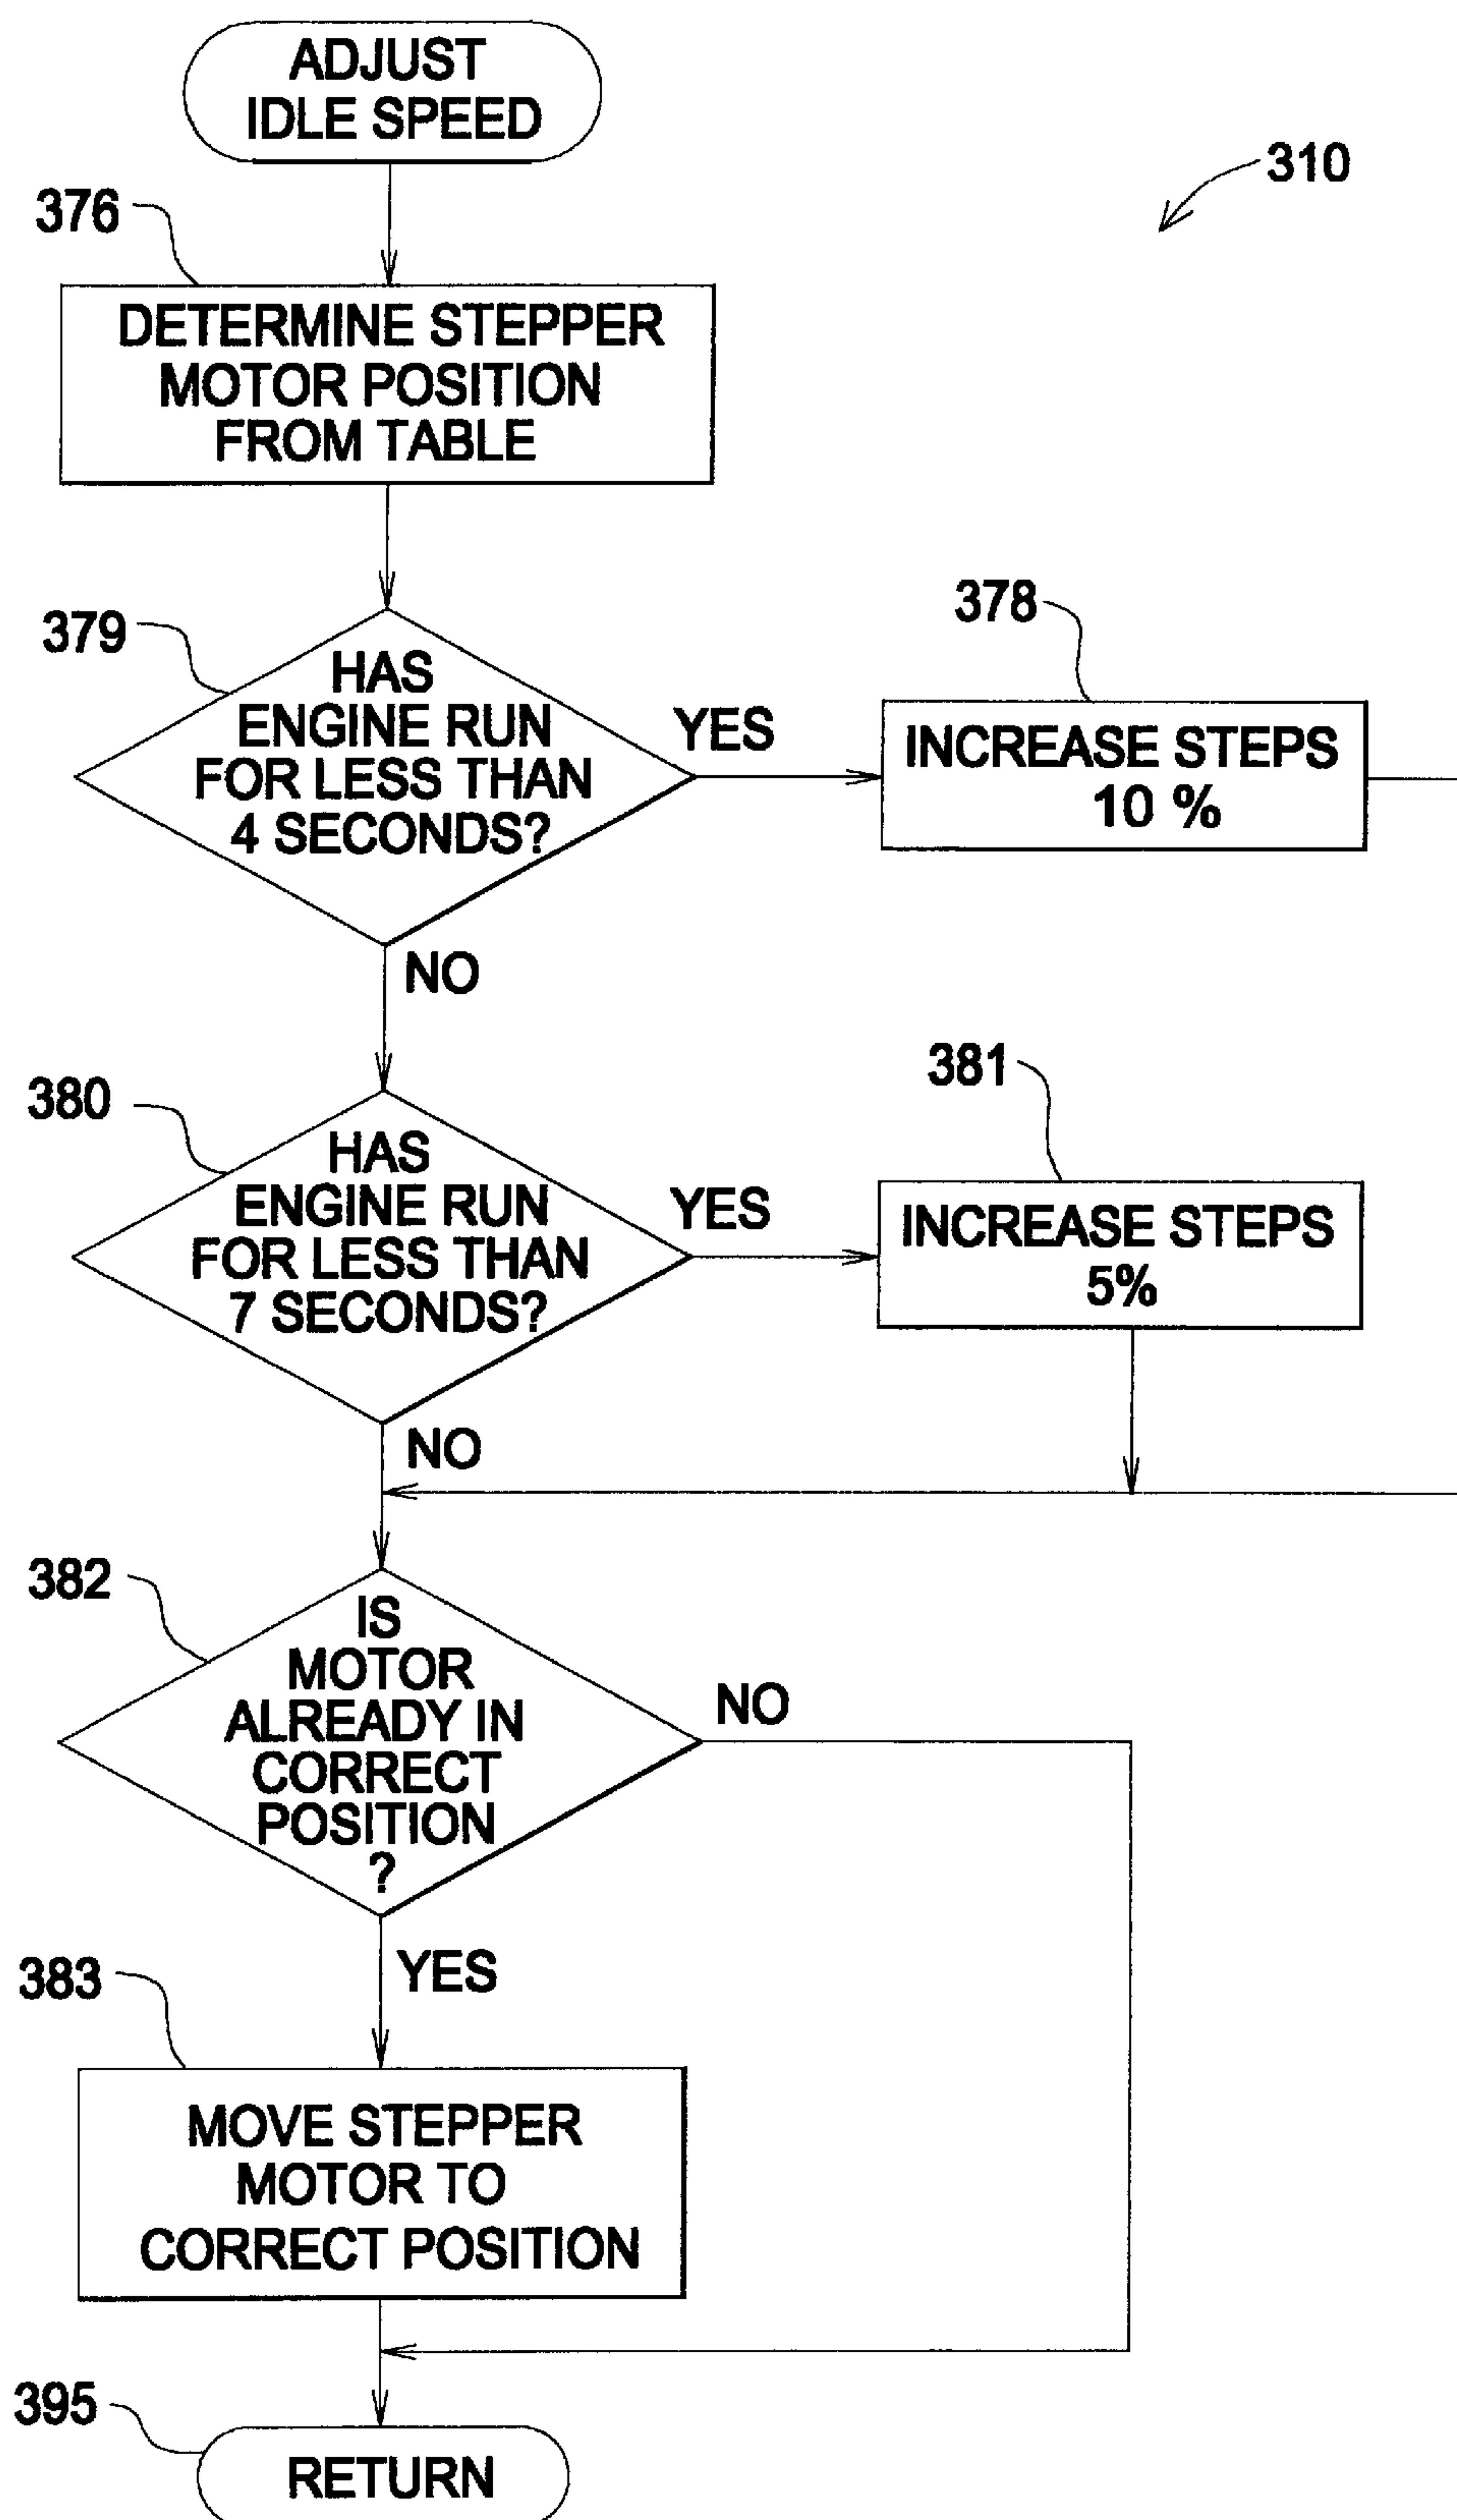 ADJUST
IDLE SPEED
310
376
DETERMINE STEPPER
MOTOR POSITION
FROM TABLE
379
HAS
ENGINE RUN
FOR LESS THAN
4 SECONDS?
YES
378
INCREASE STEPS
10 %
NO
380
HAS
ENGINE RUN
FOR LESS THAN
7 SECONDS?
YES
381
INCREASE STEPS
5%
NO
382
IS
MOTOR
ALREADY IN
CORRECT
POSITION
?
NO
YES
383
MOVE STEPPER
MOTOR TO
CORRECT POSITION
395
RETURN